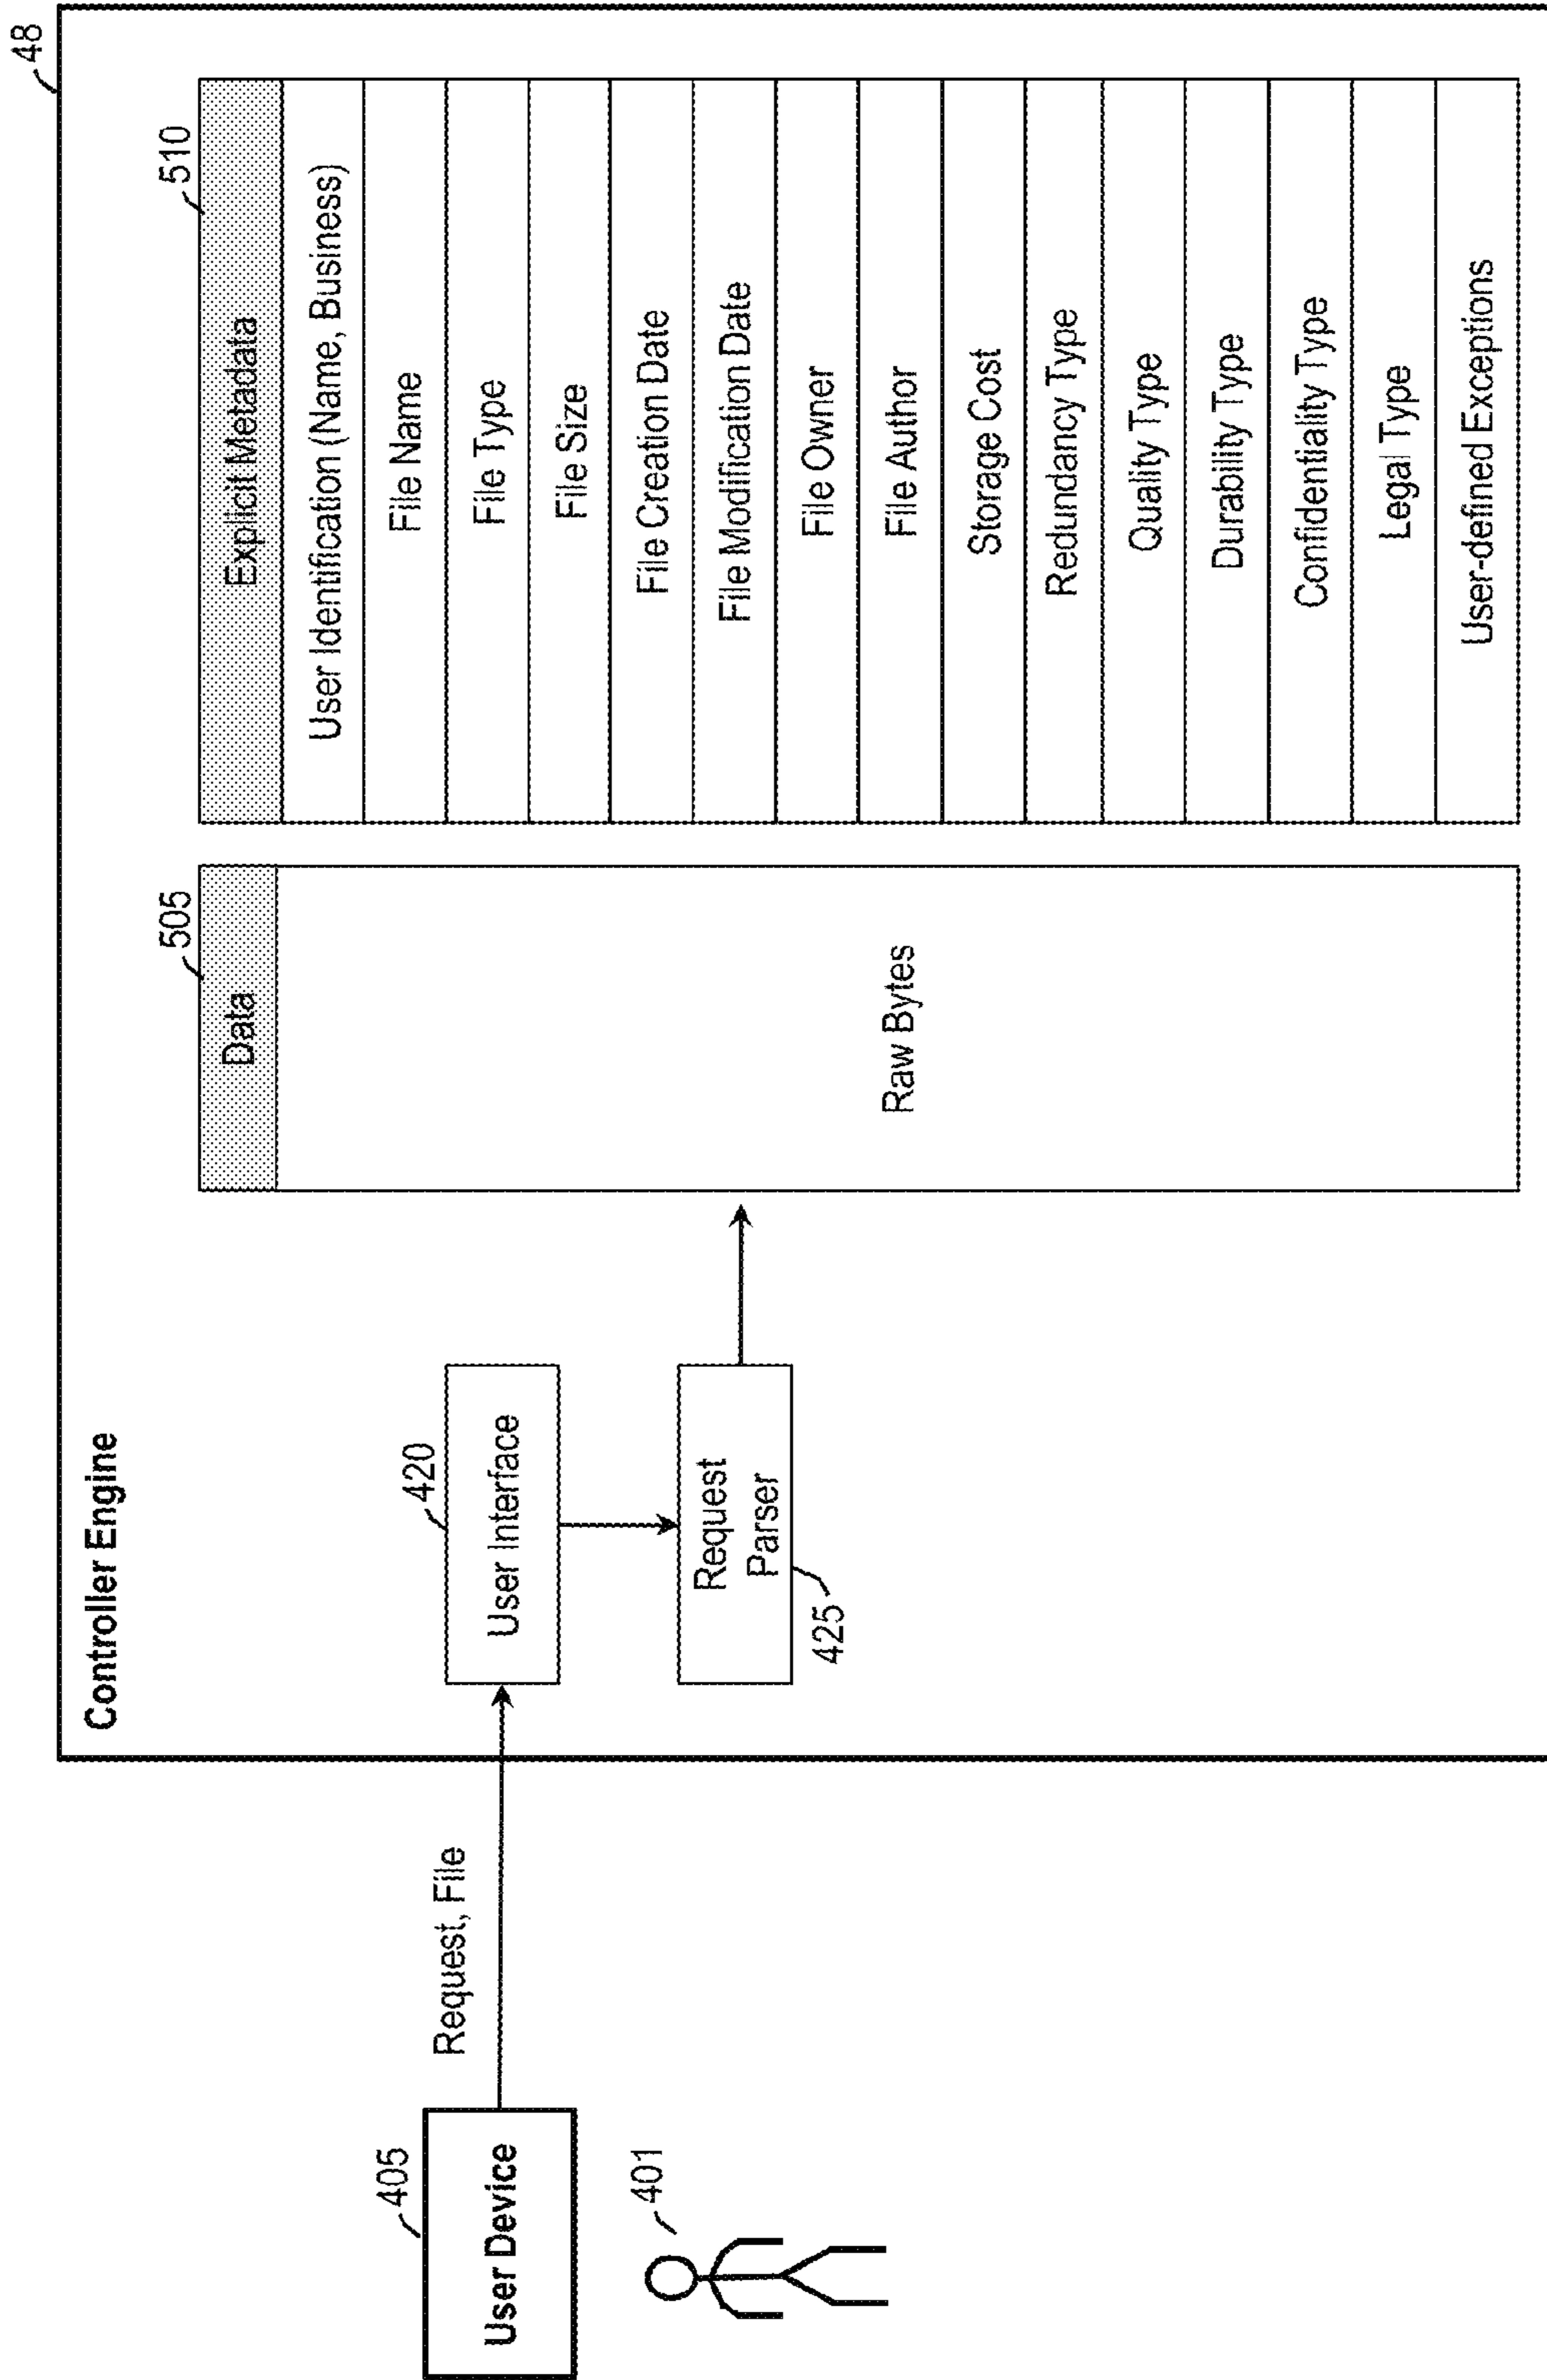 48
Controller Engine
405
User Device
401
Request, File
420
User Interface
Request
Parser
425
505
Data
Raw Bytes
510
Explicit Metadata
User Identification (Name, Business)
File Name
File Type
File Size
File Creation Date
File Modification Date
File Owner
File Author
Storage Cost
Redundancy Type
Quality Type
Durability Type
Confidentiality Type
Legal Type
User-defined Exceptions